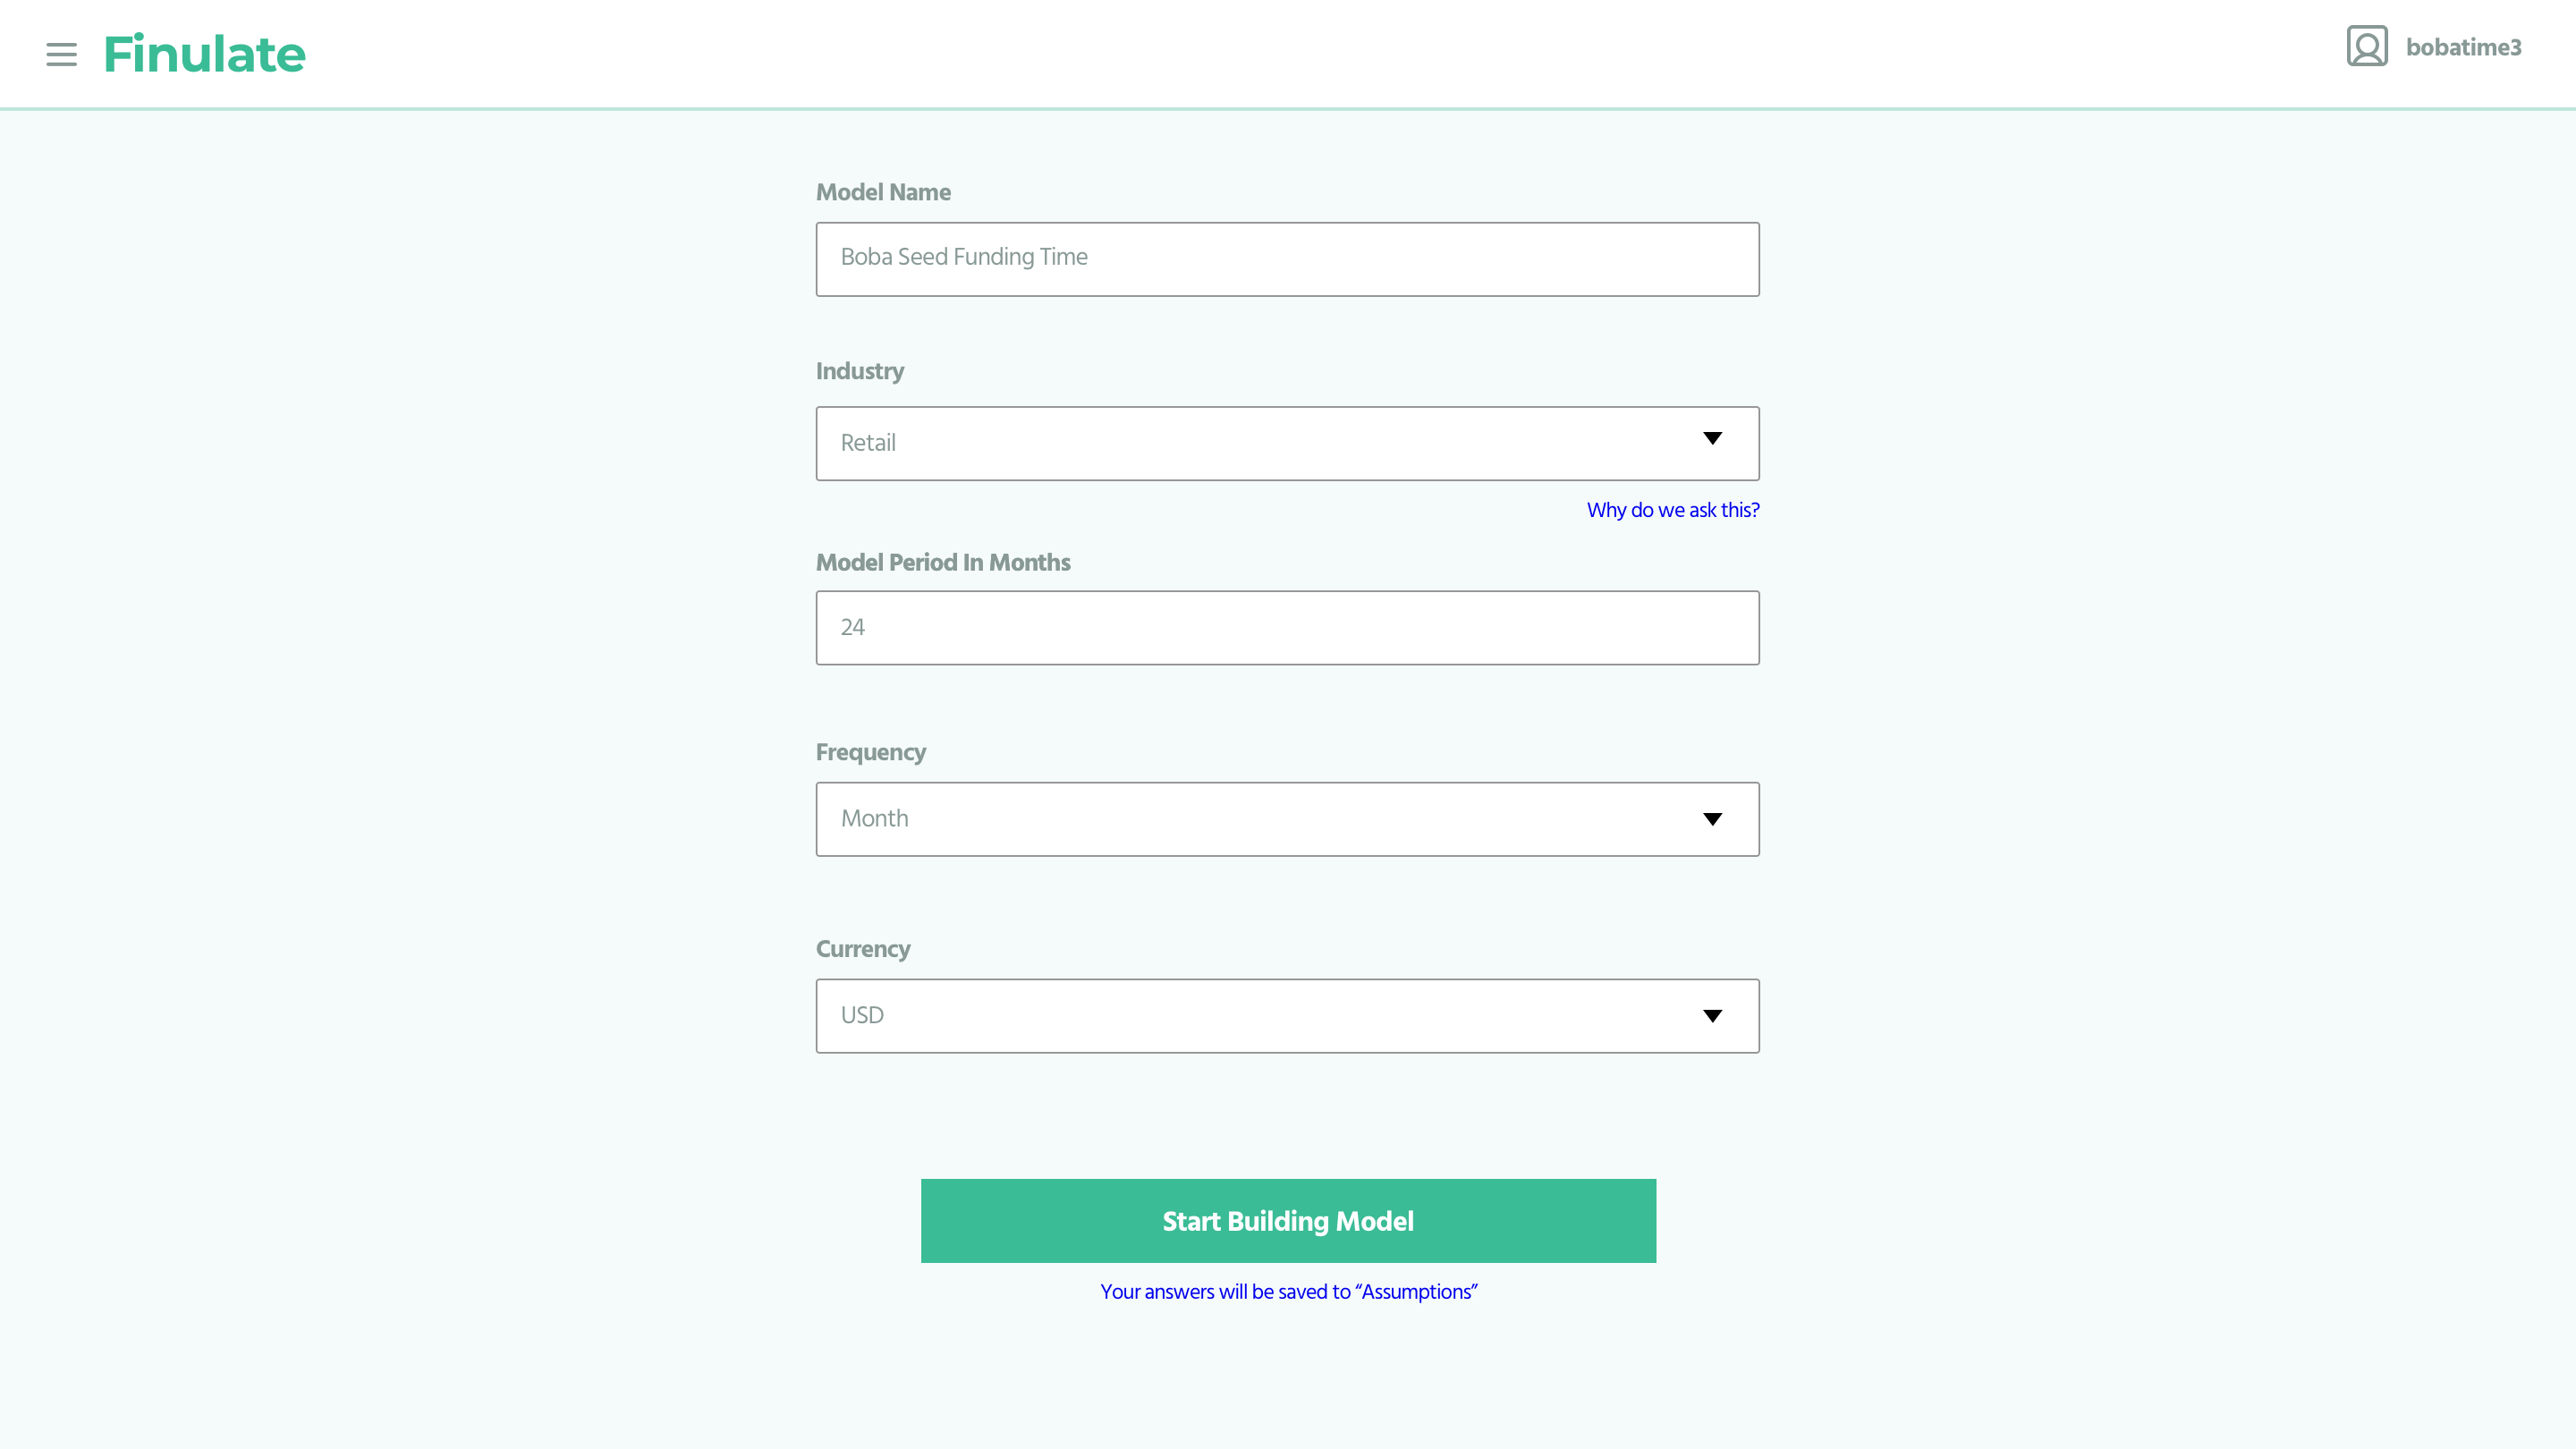 Finulate
bobatime3
Model Name
Boba Seed Funding Time
Industry
Retail
Why do we ask this?
Model Period In Months
24
Frequency
Month
Currency
USD
Start Building Model
Your answers will be saved to “Assumptions”